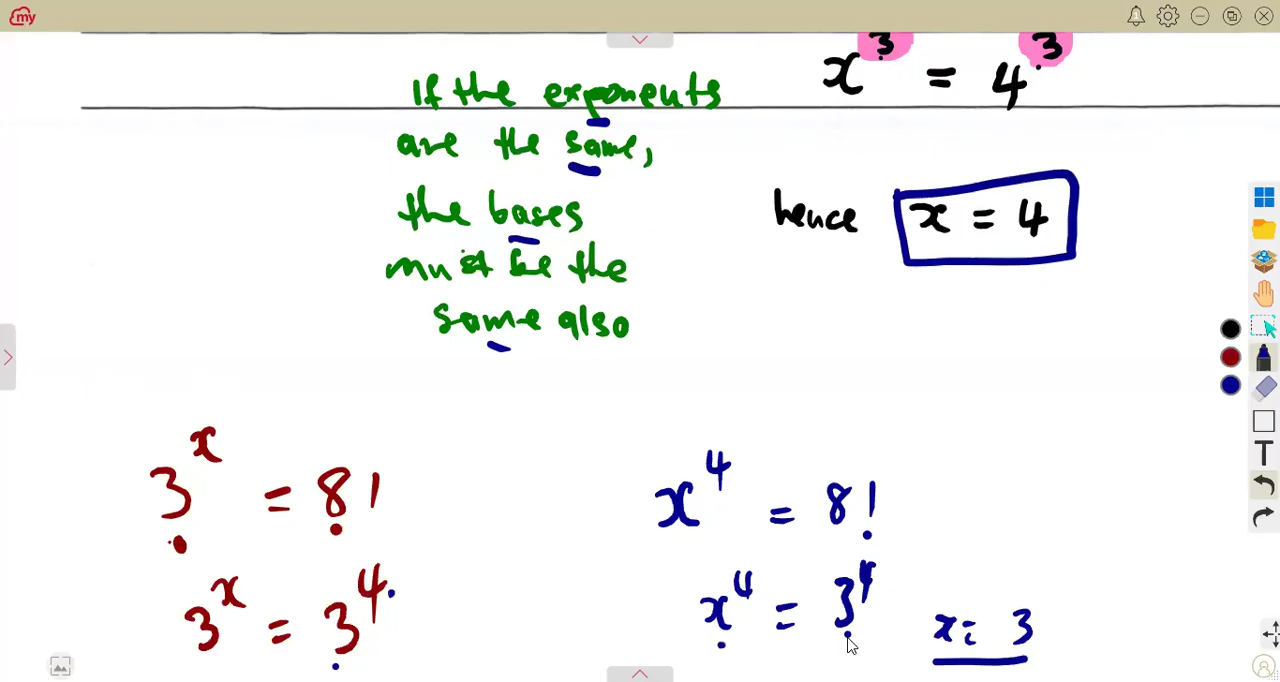 my
x³ = 4³
If the exponents
are the same,
the bases
must be the
same also
hence x = 4
3ˣ = 81
3ˣ = 3⁴
x⁴ = 81
x⁴ = 3⁴
x = 3
T